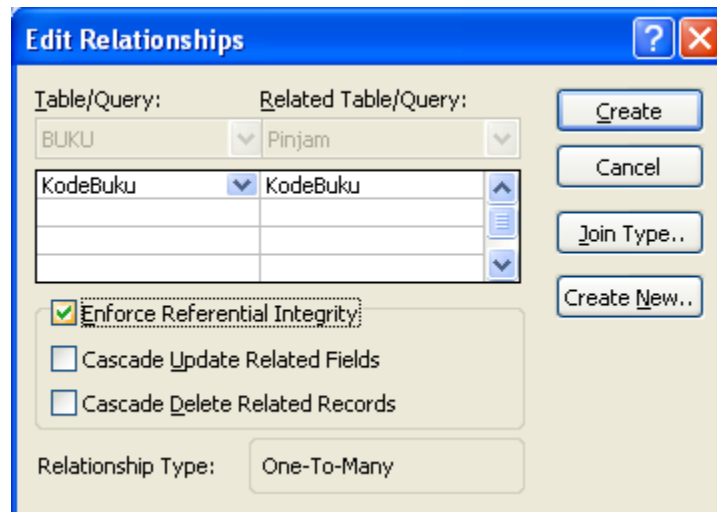 Edit Relationships
Table/Query: Related Table/Query:
BUKU Pinjam
KodeBuku KodeBuku
Enforce Referential Integrity
Cascade Update Related Fields
Cascade Delete Related Records
Relationship Type: One-To-Many
Create
Cancel
Join Type..
Create New..